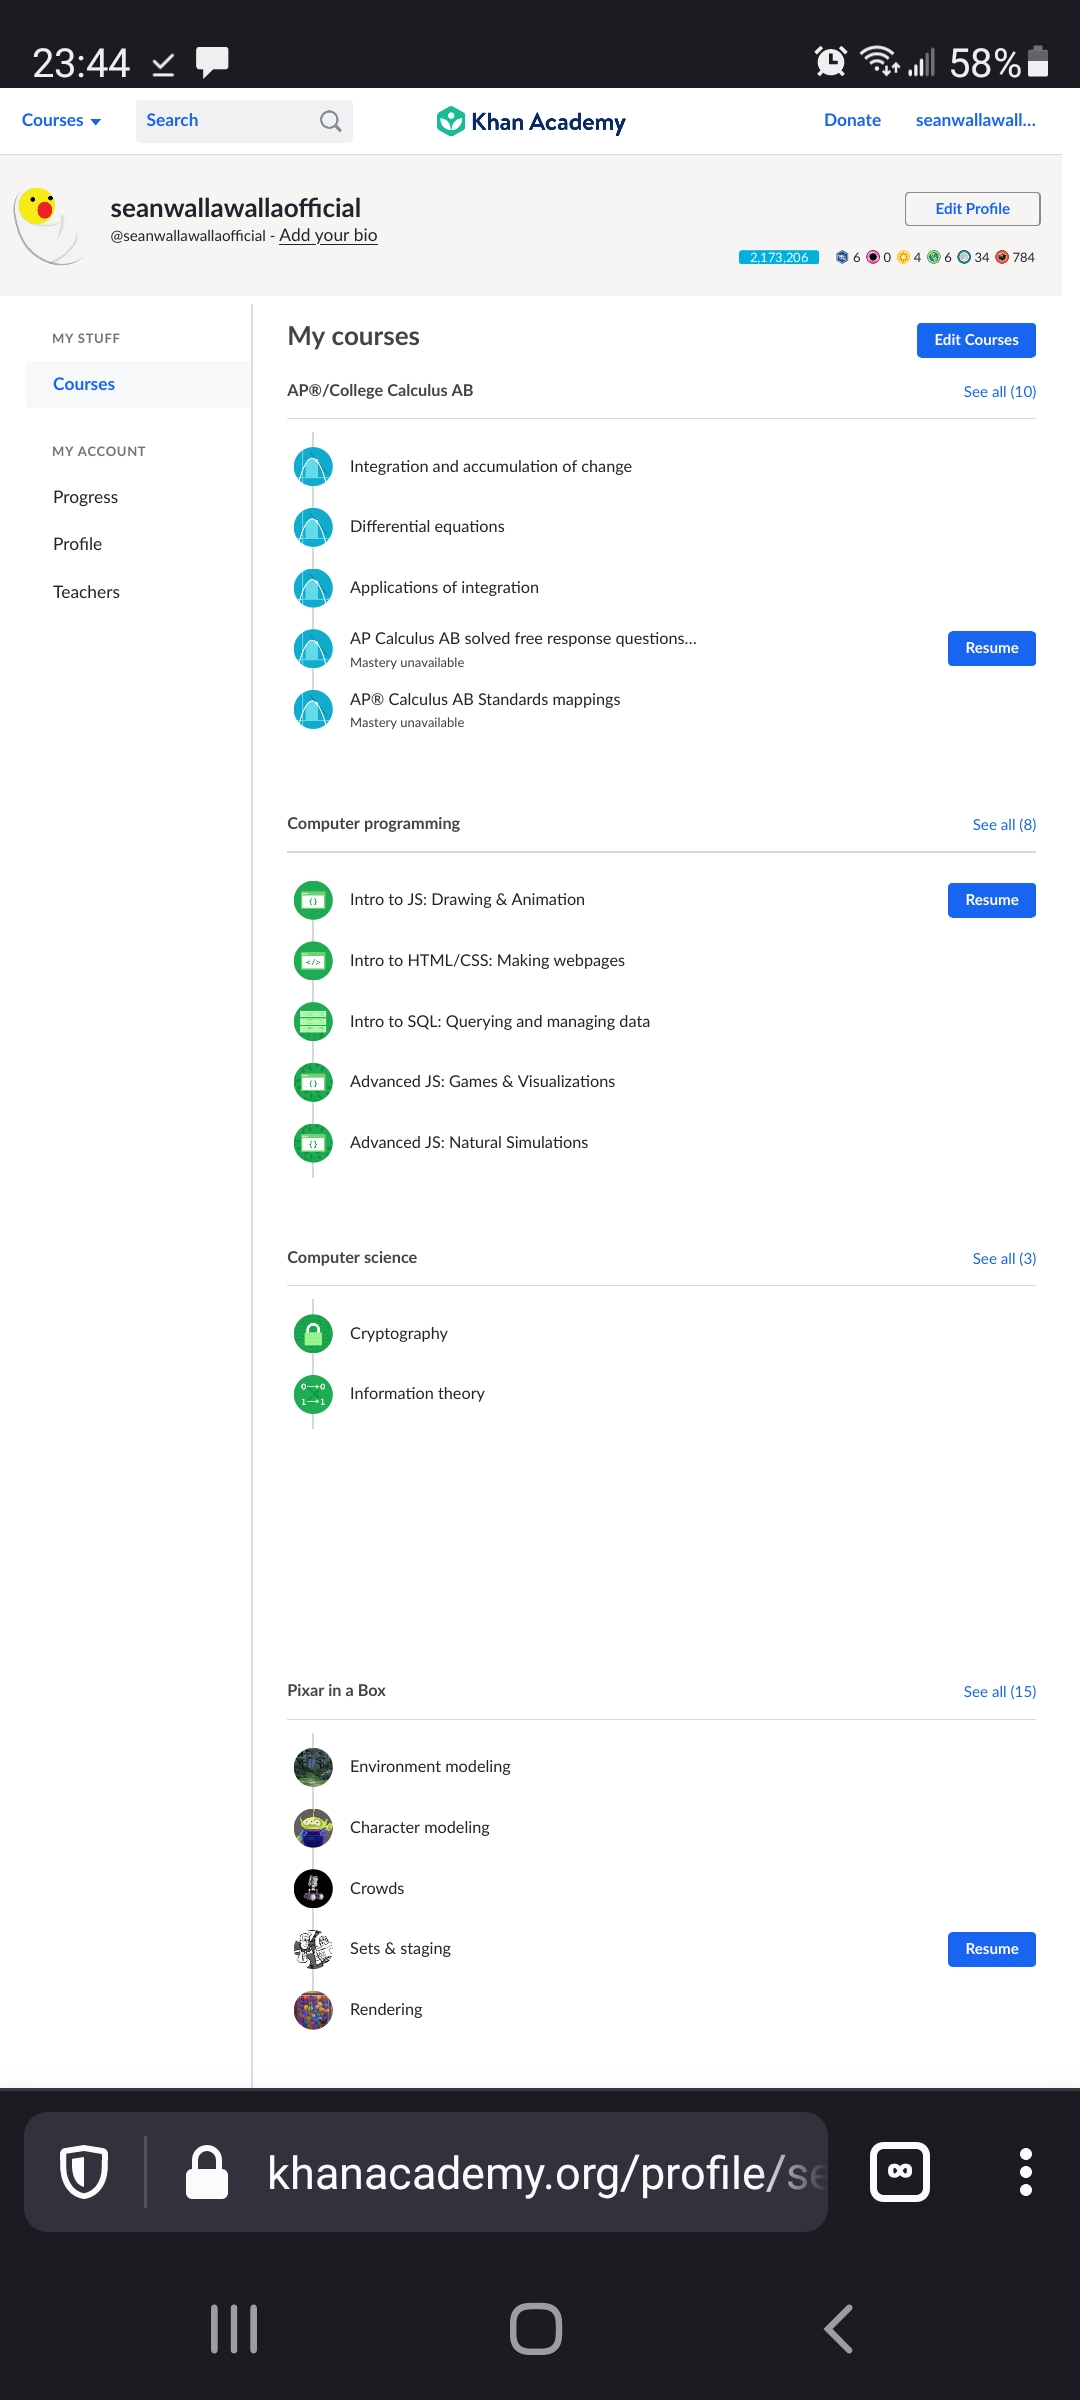 23:44
58%
Courses
Search
Khan Academy
Donate
seanwallawall...
seanwallawallaofficial
@seanwallawallaofficial - Add your bio
Edit Profile
2,173,206 6 0 4 6 34 784
MY STUFF
Courses
MY ACCOUNT
Progress
Profile
Teachers
My courses
Edit Courses
AP®/College Calculus AB
See all (10)
Integration and accumulation of change
Differential equations
Applications of integration
AP Calculus AB solved free response questions...
Mastery unavailable
Resume
AP® Calculus AB Standards mappings
Mastery unavailable
Computer programming
See all (8)
Intro to JS: Drawing & Animation
Resume
Intro to HTML/CSS: Making webpages
Intro to SQL: Querying and managing data
Advanced JS: Games & Visualizations
Advanced JS: Natural Simulations
Computer science
See all (3)
Cryptography
Information theory
Pixar in a Box
See all (15)
Environment modeling
Character modeling
Crowds
Sets & staging
Resume
Rendering
khanacademy.org/profile/se